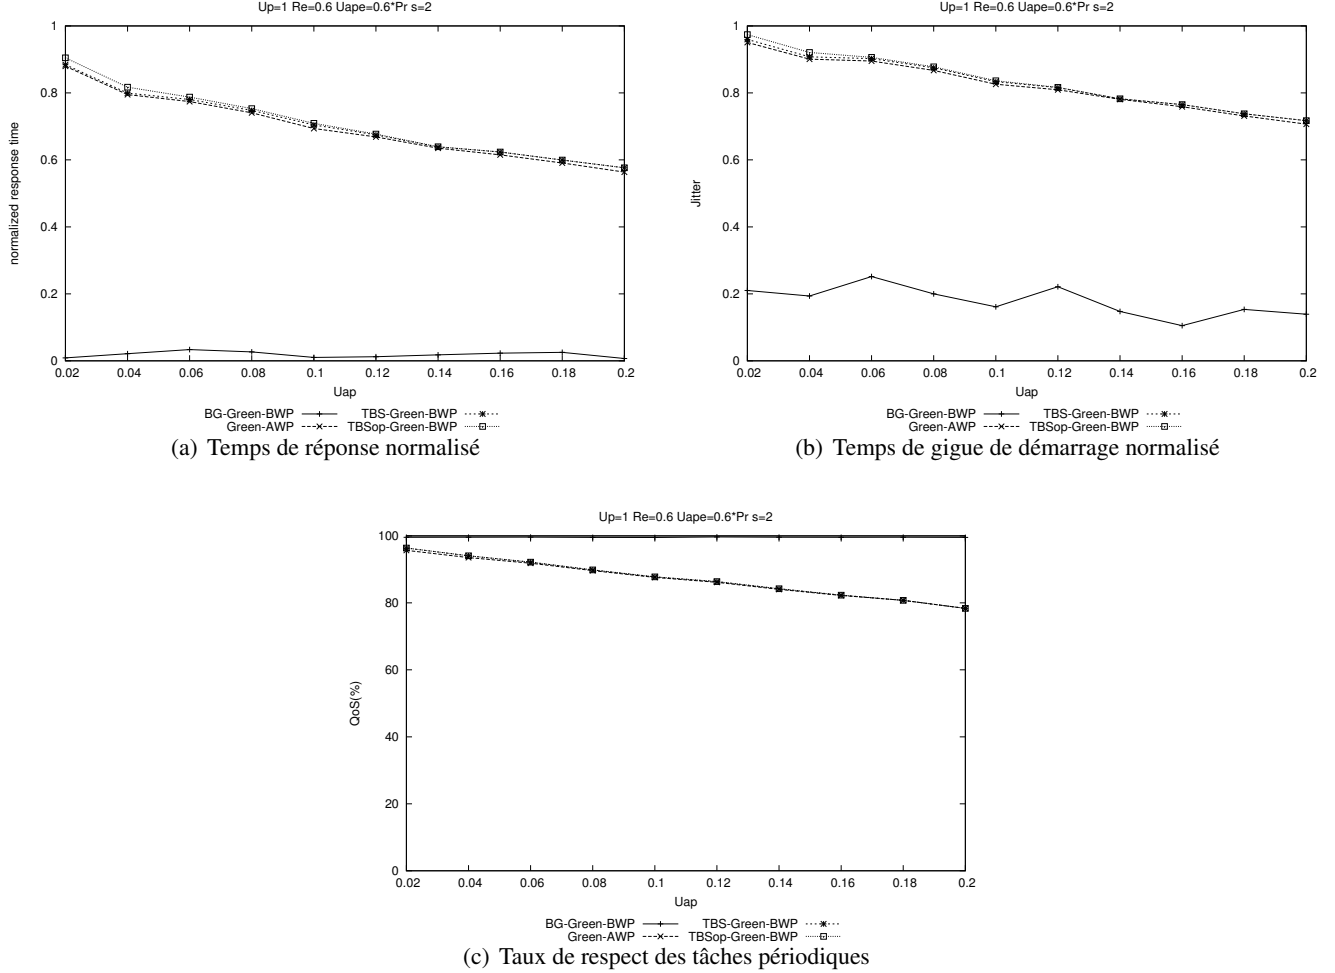 Up=1 Re=0.6 Uape=0.6*Pr s=2
normalized response time
1
0.8
0.6
0.4
0.2
0
0.02 0.04 0.06 0.08 0.1 0.12 0.14 0.16 0.18 0.2
Uap
BG-Green-BWP TBS-Green-BWP
Green-AWP TBSop-Green-BWP
(a) Temps de réponse normalisé
Up=1 Re=0.6 Uape=0.6*Pr s=2
Jitter
1
0.8
0.6
0.4
0.2
0
0.02 0.04 0.06 0.08 0.1 0.12 0.14 0.16 0.18 0.2
Uap
BG-Green-BWP TBS-Green-BWP
Green-AWP TBSop-Green-BWP
(b) Temps de gigue de démarrage normalisé
Up=1 Re=0.6 Uape=0.6*Pr s=2
QoS(%)
100
80
60
40
20
0
0.02 0.04 0.06 0.08 0.1 0.12 0.14 0.16 0.18 0.2
Uap
BG-Green-BWP TBS-Green-BWP
Green-AWP TBSop-Green-BWP
(c) Taux de respect des tâches périodiques